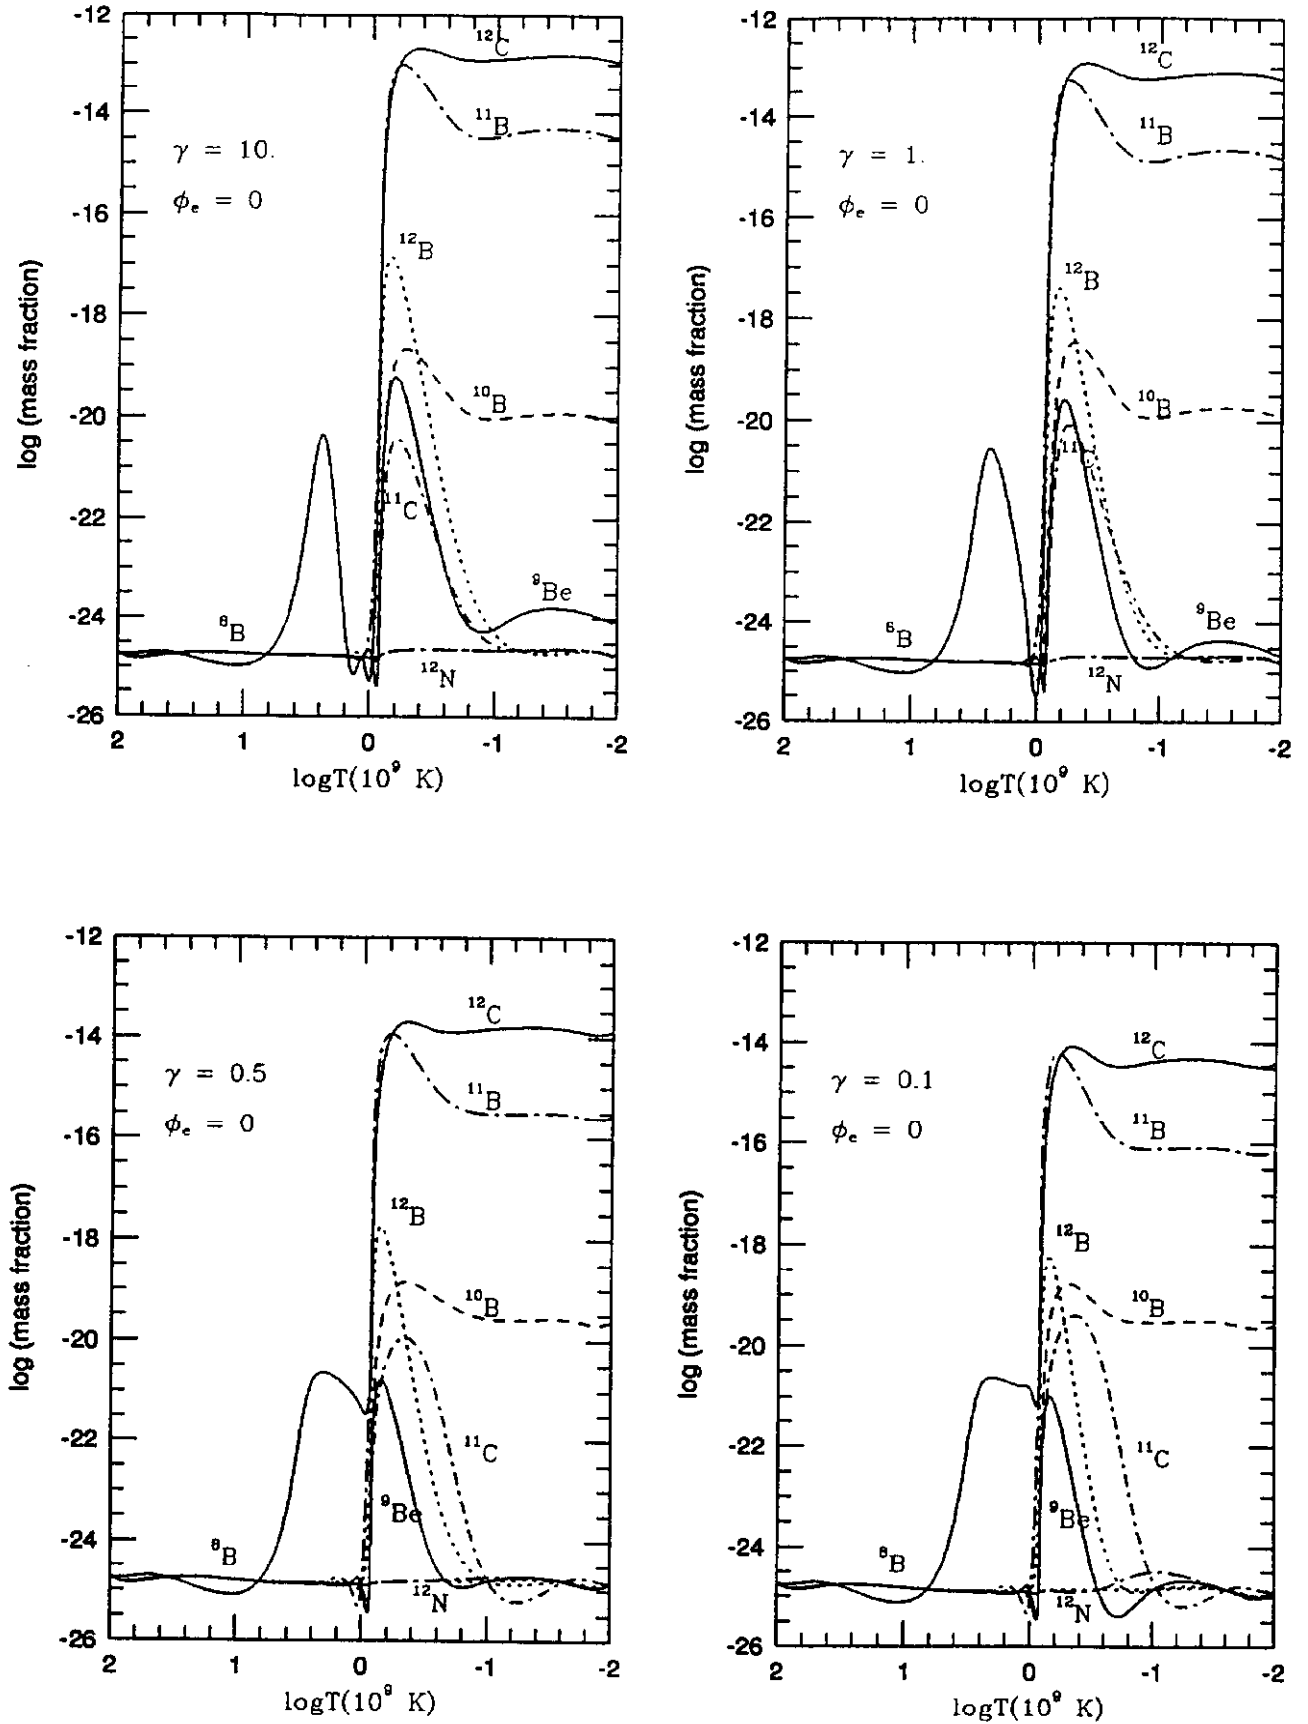 -12
-14
-16
-18
-20
-22
-24
-26
log (mass fraction)
γ = 10.
ϕₑ = 0
¹²C
¹¹B
¹²B
¹⁰B
¹¹C
⁹Be
⁸B
¹²N
2 1 0 -1 -2
logT(10⁹ K)
-12
-14
-16
-18
-20
-22
-24
-26
log (mass fraction)
γ = 1.
ϕₑ = 0
¹²C
¹¹B
¹²B
¹⁰B
¹¹C
⁹Be
⁸B
¹²N
2 1 0 -1 -2
logT(10⁹ K)
-12
-14
-16
-18
-20
-22
-24
-26
log (mass fraction)
γ = 0.5
ϕₑ = 0
¹²C
¹¹B
¹²B
¹⁰B
¹¹C
⁹Be
⁸B
¹²N
2 1 0 -1 -2
logT(10⁹ K)
-12
-14
-16
-18
-20
-22
-24
-26
log (mass fraction)
γ = 0.1
ϕₑ = 0
¹²C
¹¹B
¹²B
¹⁰B
¹¹C
⁹Be
⁸B
¹²N
2 1 0 -1 -2
logT(10⁹ K)